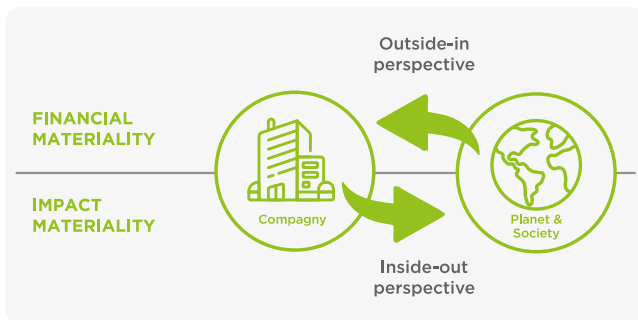 Outside-in
perspective
FINANCIAL
MATERIALITY
IMPACT
MATERIALITY
Compagny
Planet &
Society
Inside-out
perspective